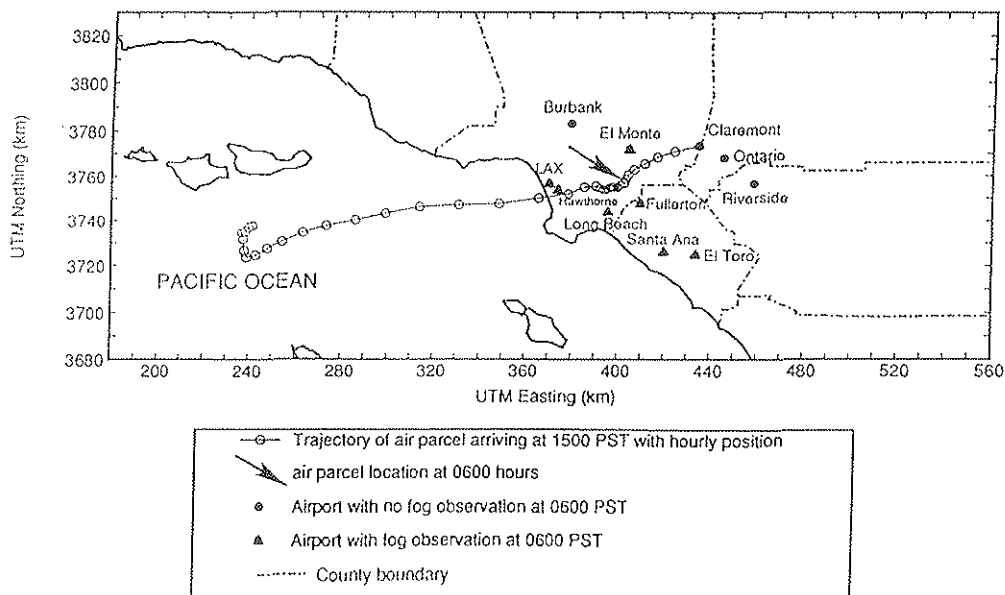 3820
3800
3780
3760
3740
3720
3700
3680
UTM Northing (km)
Burbank
El Monte
Claremont
Ontario
LAX
Hawthorne
Riverside
Fullerton
Long Beach
Santa Ana
El Toro
PACIFIC OCEAN
200 240 280 320 360 400 440 480 520 560
UTM Easting (km)
Trajectory of air parcel arriving at 1500 PST with hourly position
air parcel location at 0600 hours
Airport with no fog observation at 0600 PST
Airport with fog observation at 0600 PST
County boundary